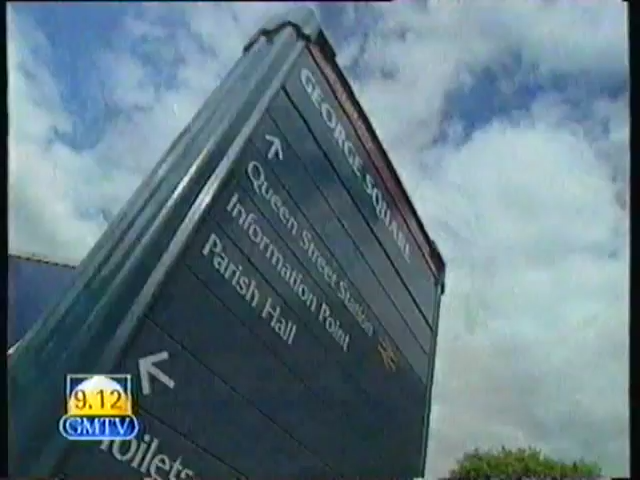 GEORGE SQUARE
Queen Street Station
Information Point
Parish Hall
Toilets
9.12
GMTV